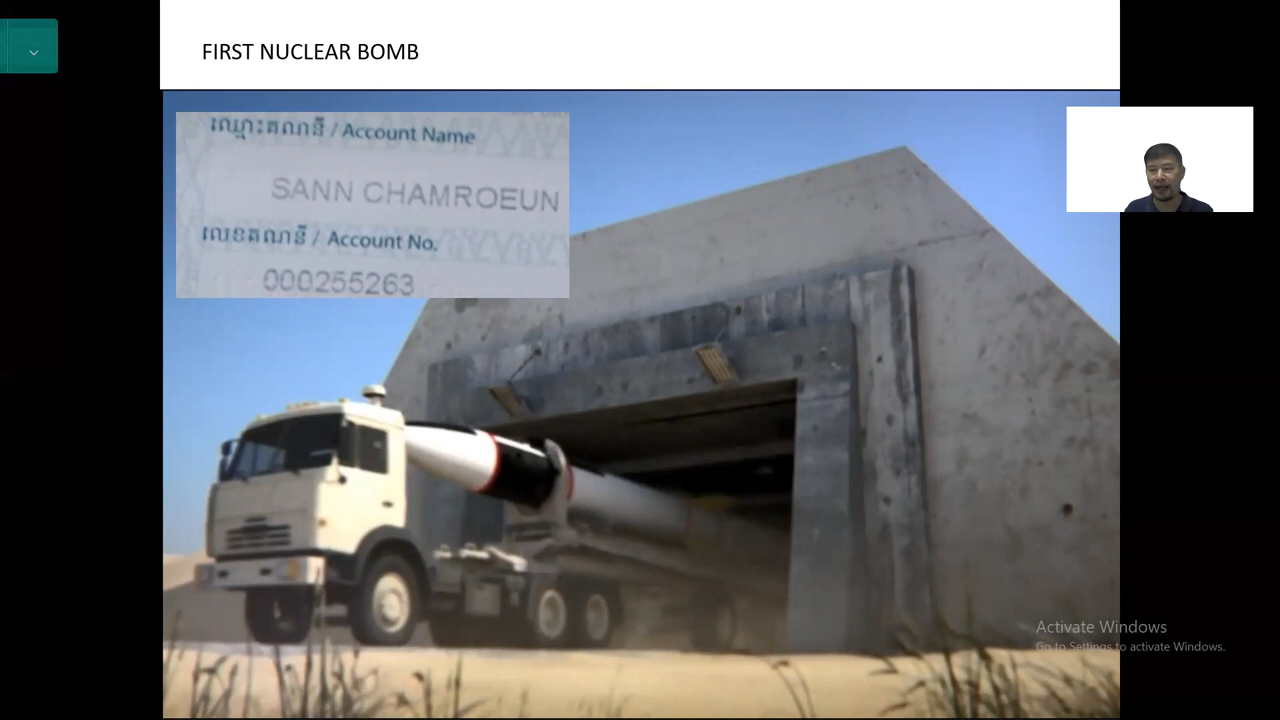 FIRST NUCLEAR BOMB
ឈ្មោះគណនី / Account Name
SANN CHAMROEUN
លេខគណនី / Account No.
000255263
Activate Windows
Go to Settings to activate Windows.